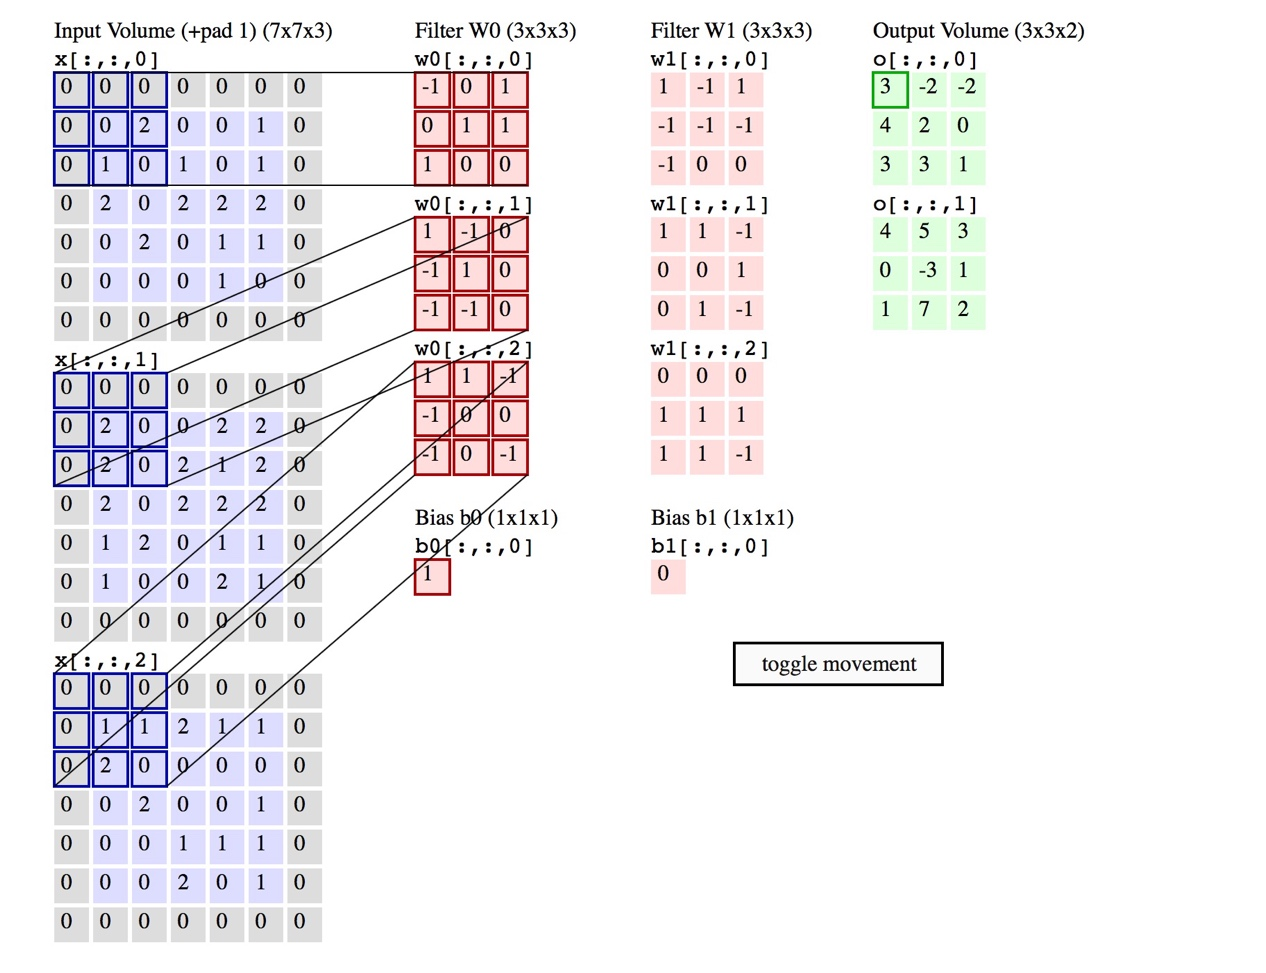 Input Volume (+pad 1) (7x7x3)
x[:,:,0]
0 0 0 0 0 0 0
0 0 2 0 0 1 0
0 1 0 1 0 1 0
0 2 0 2 2 2 0
0 0 2 0 1 1 0
0 0 0 0 1 0 0
0 0 0 0 0 0 0
x[:,:,1]
0 0 0 0 0 0 0
0 2 0 0 2 2 0
0 2 0 2 1 2 0
0 2 0 2 2 2 0
0 1 2 0 1 1 0
0 1 0 0 2 1 0
0 0 0 0 0 0 0
x[:,:,2]
0 0 0 0 0 0 0
0 1 1 2 1 1 0
0 2 0 0 0 0 0
0 0 2 0 0 1 0
0 0 0 1 1 1 0
0 0 0 2 0 1 0
0 0 0 0 0 0 0
Filter W0 (3x3x3)
w0[:,:,0]
-1 0 1
0 1 1
1 0 0
w0[:,:,1]
1 -1 0
-1 1 0
-1 -1 0
w0[:,:,2]
1 1 -1
-1 0 0
-1 0 -1
Bias b0 (1x1x1)
b0[:,:,0]
1
Filter W1 (3x3x3)
w1[:,:,0]
1 -1 1
-1 -1 -1
-1 0 0
w1[:,:,1]
1 1 -1
0 0 1
0 1 -1
w1[:,:,2]
0 0 0
1 1 1
1 1 -1
Bias b1 (1x1x1)
b1[:,:,0]
0
Output Volume (3x3x2)
o[:,:,0]
3 -2 -2
4 2 0
3 3 1
o[:,:,1]
4 5 3
0 -3 1
1 7 2
toggle movement